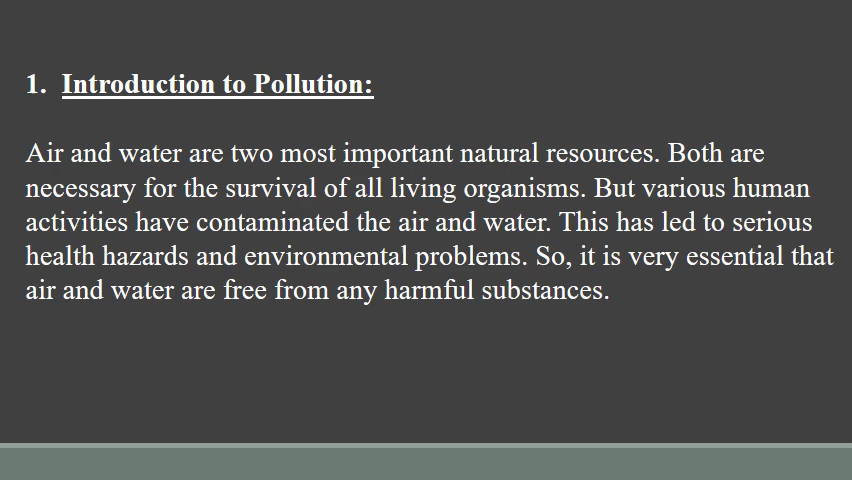 1. Introduction to Pollution:
Air and water are two most important natural resources. Both are
necessary for the survival of all living organisms. But various human
activities have contaminated the air and water. This has led to serious
health hazards and environmental problems. So, it is very essential that
air and water are free from any harmful substances.